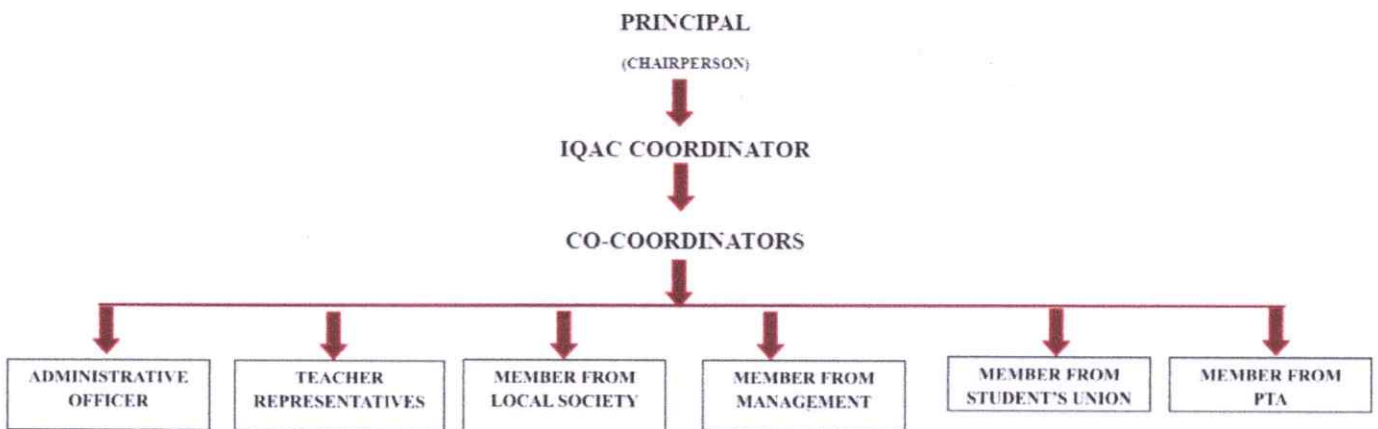 PRINCIPAL
(CHAIRPERSON)
IQAC COORDINATOR
CO-COORDINATORS
ADMINISTRATIVE
OFFICER
TEACHER
REPRESENTATIVES
MEMBER FROM
LOCAL SOCIETY
MEMBER FROM
MANAGEMENT
MEMBER FROM
STUDENT'S UNION
MEMBER FROM
PTA